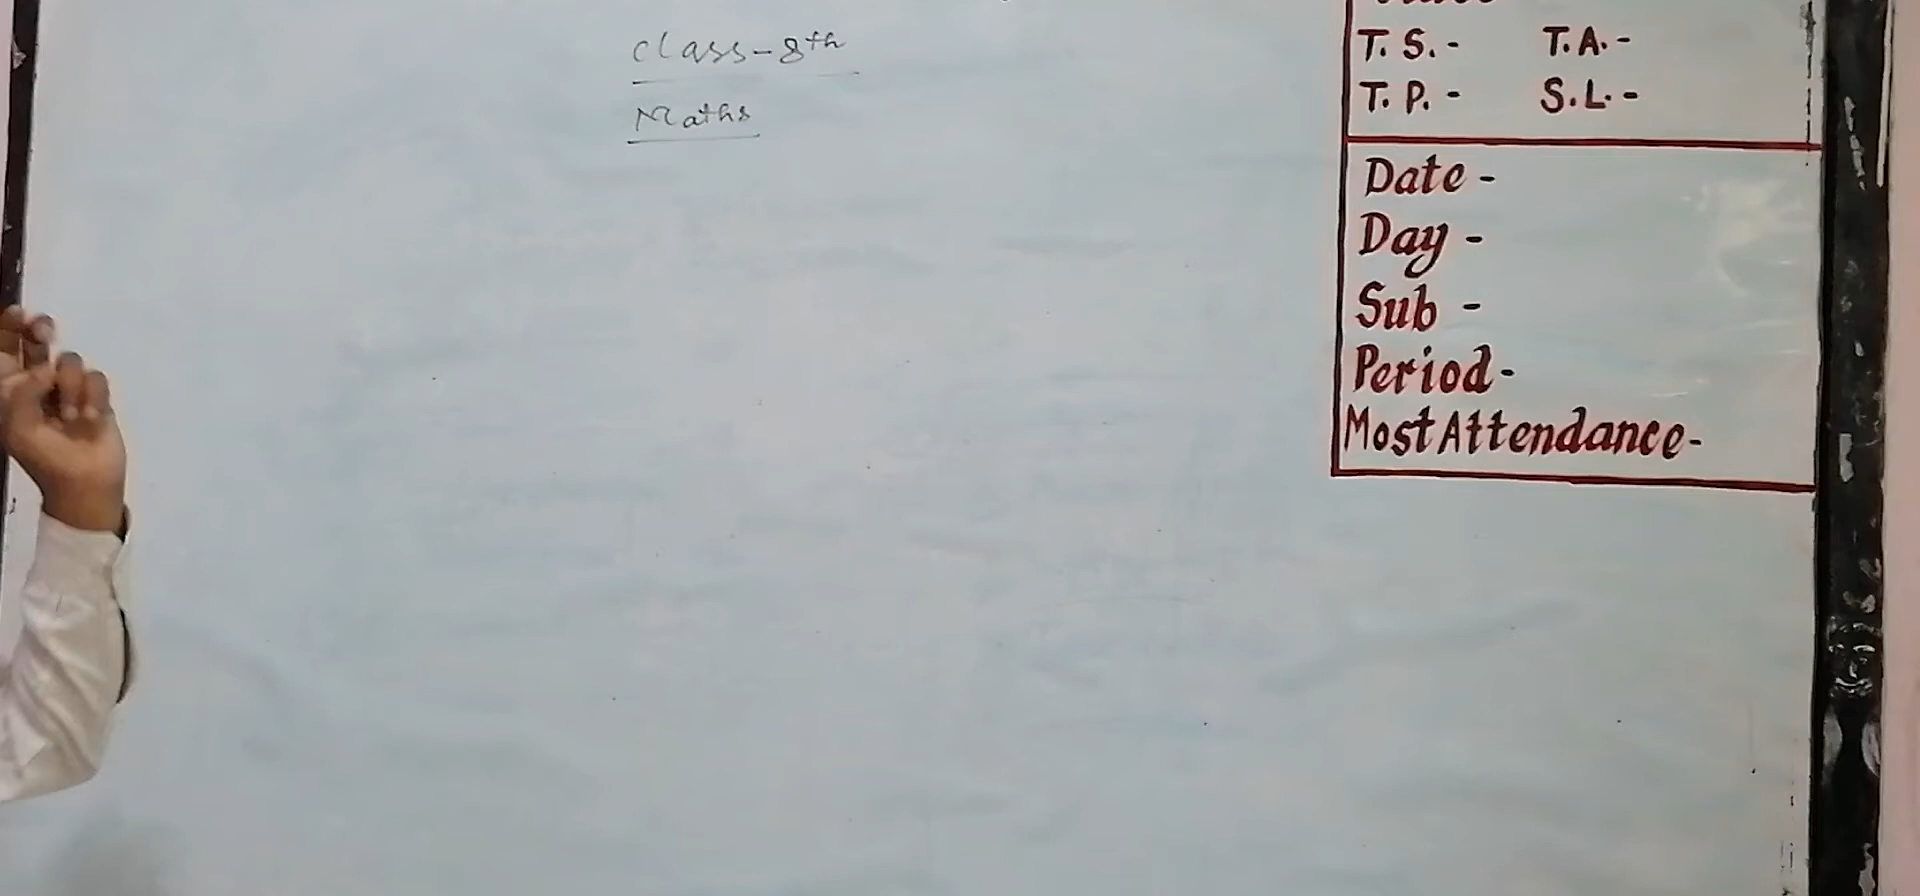 Class-8th
Maths
T. S. - T.A. -
T. P. - S.L. -
Date -
Day -
Sub -
Period -
Most Attendance -